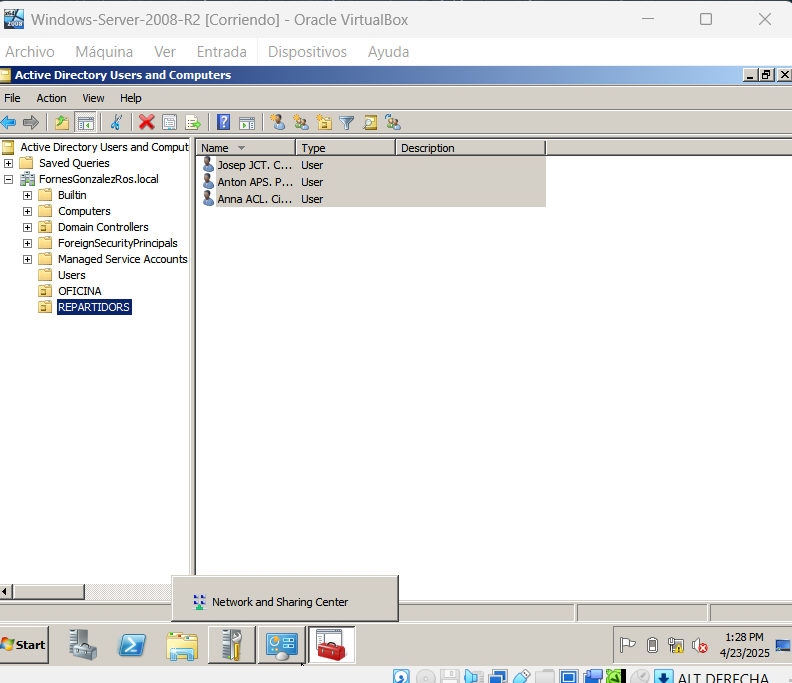 Windows-Server-2008-R2 [Corriendo] - Oracle VirtualBox
Archivo Máquina Ver Entrada Dispositivos Ayuda
Active Directory Users and Computers
File Action View Help
Active Directory Users and Comput
Saved Queries
FornesGonzalezRos.local
Builtin
Computers
Domain Controllers
ForeignSecurityPrincipals
Managed Service Accounts
Users
OFICINA
REPARTIDORS
Name Type Description
Josep JCT. C... User
Anton APS. P... User
Anna ACL. Ci... User
Network and Sharing Center
Start
1:28 PM
4/23/2025
ALT DERECHA